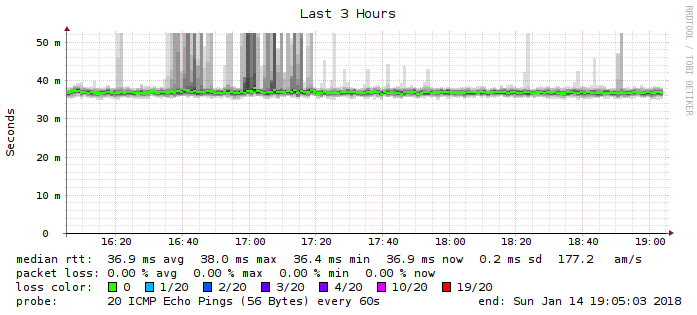 Last 3 Hours
RRDTOOL / TOBI OETIKER
Seconds
50 m
40 m
30 m
20 m
10 m
0
16:20 16:40 17:00 17:20 17:40 18:00 18:20 18:40 19:00
median rtt: 36.9 ms avg 38.0 ms max 36.4 ms min 36.9 ms now 0.2 ms sd 177.2 am/s
packet loss: 0.00 % avg 0.00 % max 0.00 % min 0.00 % now
loss color: 0 1/20 2/20 3/20 4/20 10/20 19/20
probe: 20 ICMP Echo Pings (56 Bytes) every 60s end: Sun Jan 14 19:05:03 2018